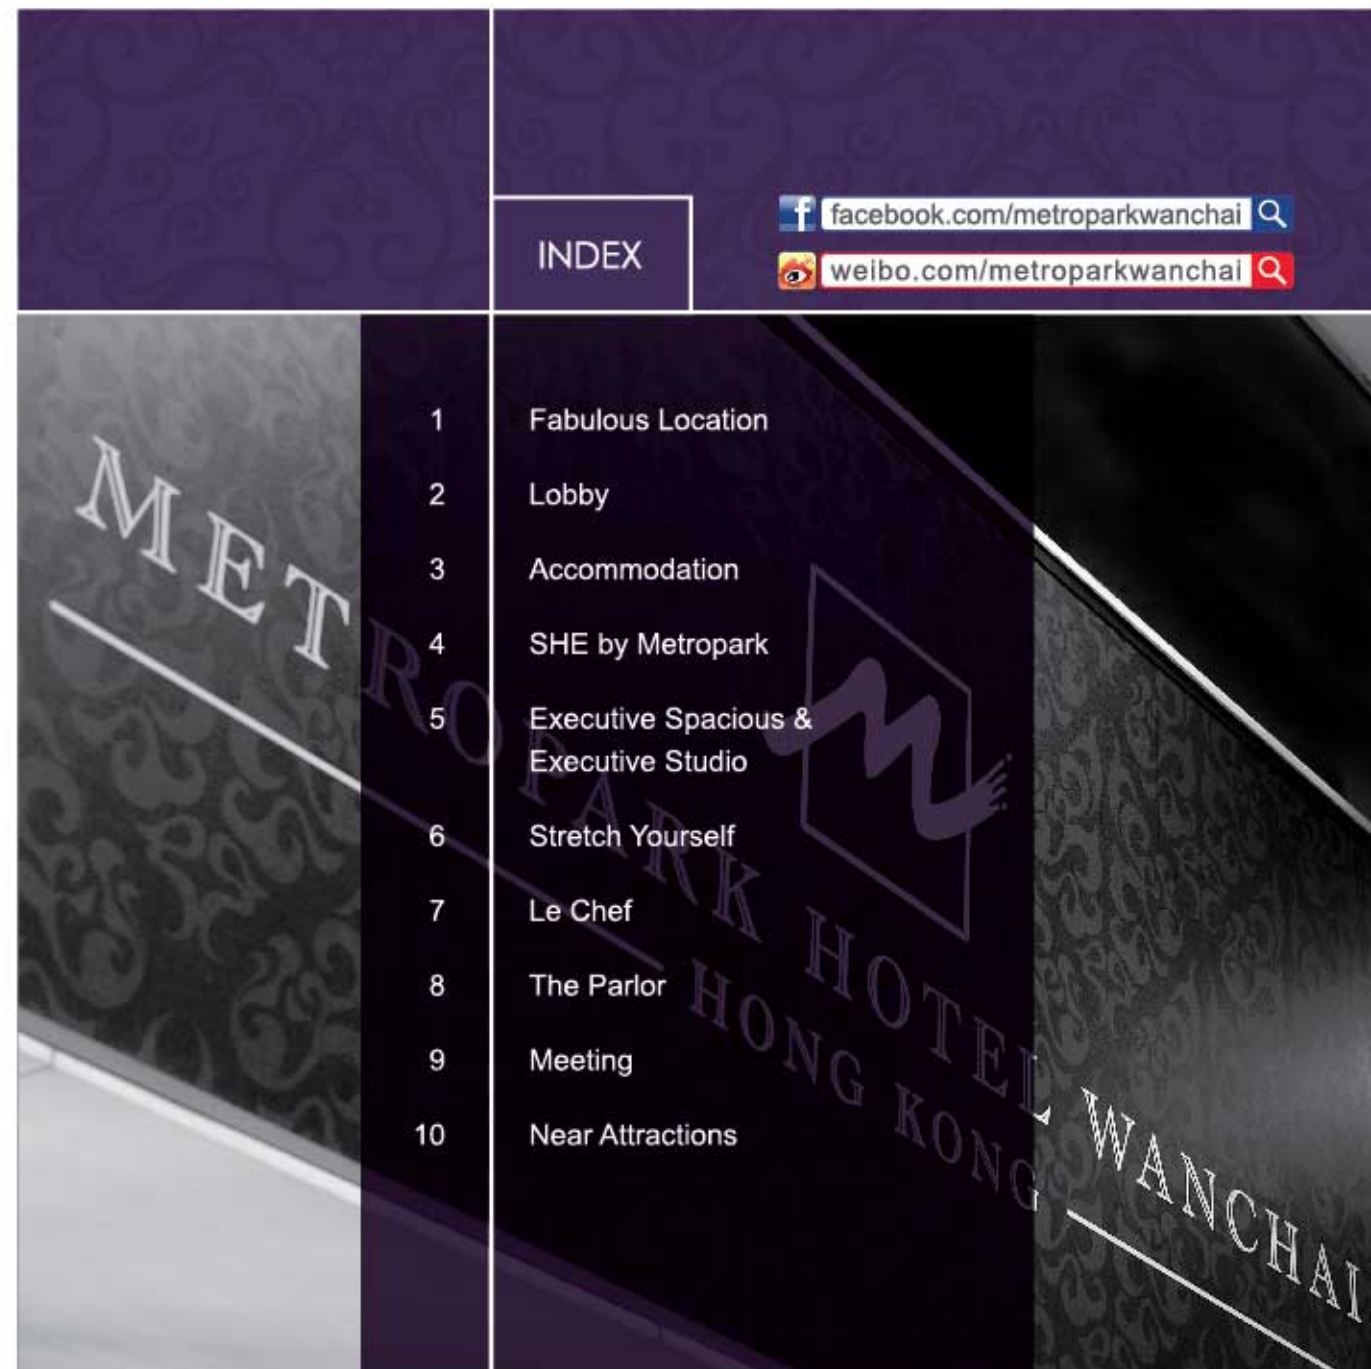 INDEX
facebook.com/metroparkwanchai
weibo.com/metroparkwanchai
1 Fabulous Location
2 Lobby
3 Accommodation
4 SHE by Metropark
5 Executive Spacious &
Executive Studio
6 Stretch Yourself
7 Le Chef
8 The Parlor
9 Meeting
10 Near Attractions
METROPARK HOTEL WANCHAI
HONG KONG